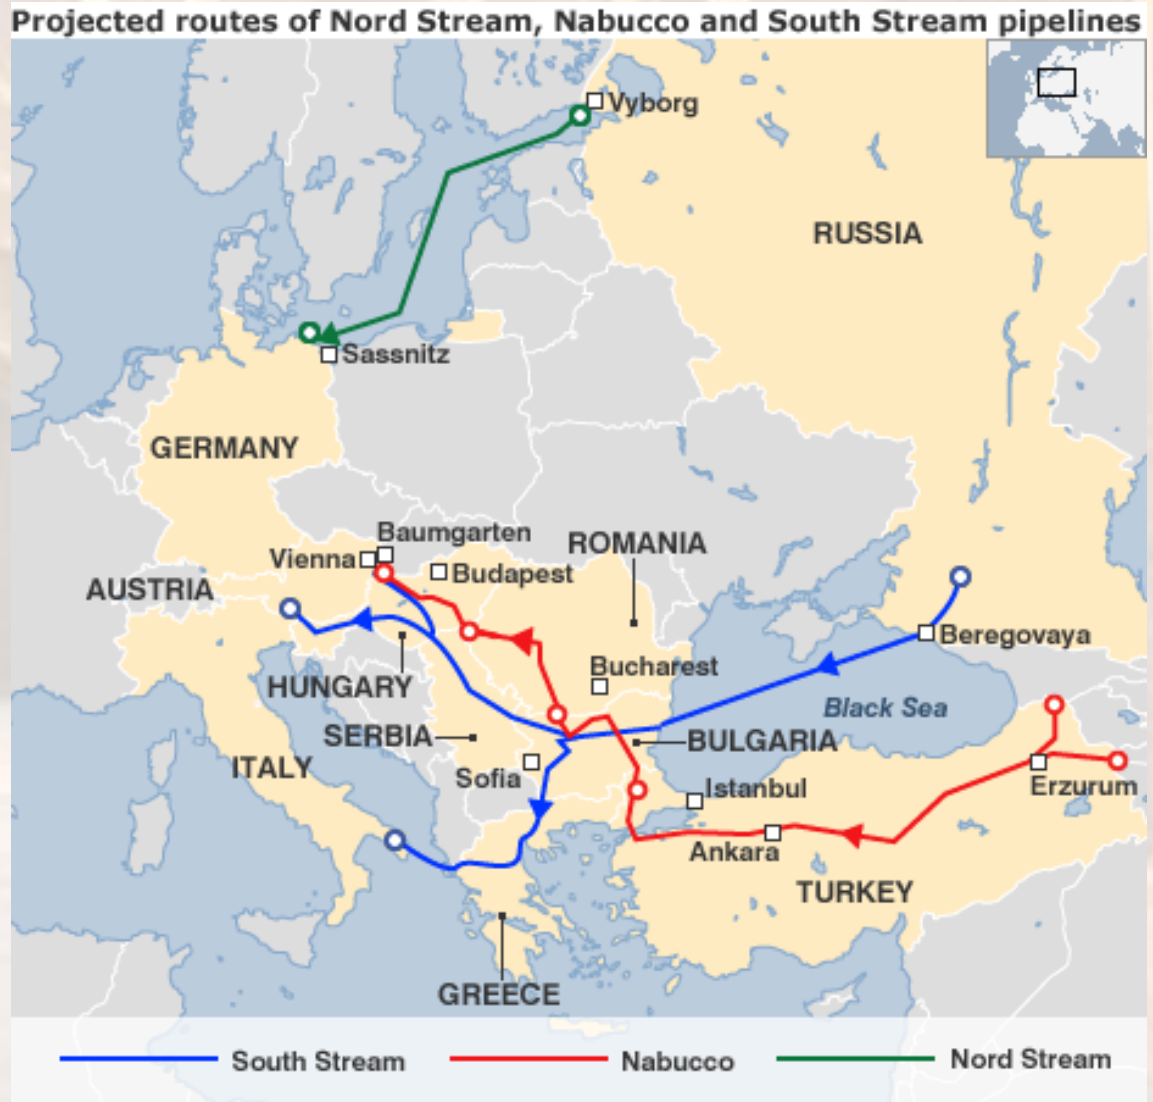 Projected routes of Nord Stream, Nabucco and South Stream pipelines
Vyborg
RUSSIA
Sassnitz
GERMANY
Baumgarten
ROMANIA
Vienna
Budapest
AUSTRIA
Beregovaya
Bucharest
HUNGARY
Black Sea
SERBIA
BULGARIA
ITALY
Sofia
Istanbul
Erzurum
Ankara
TURKEY
GREECE
South Stream
Nabucco
Nord Stream